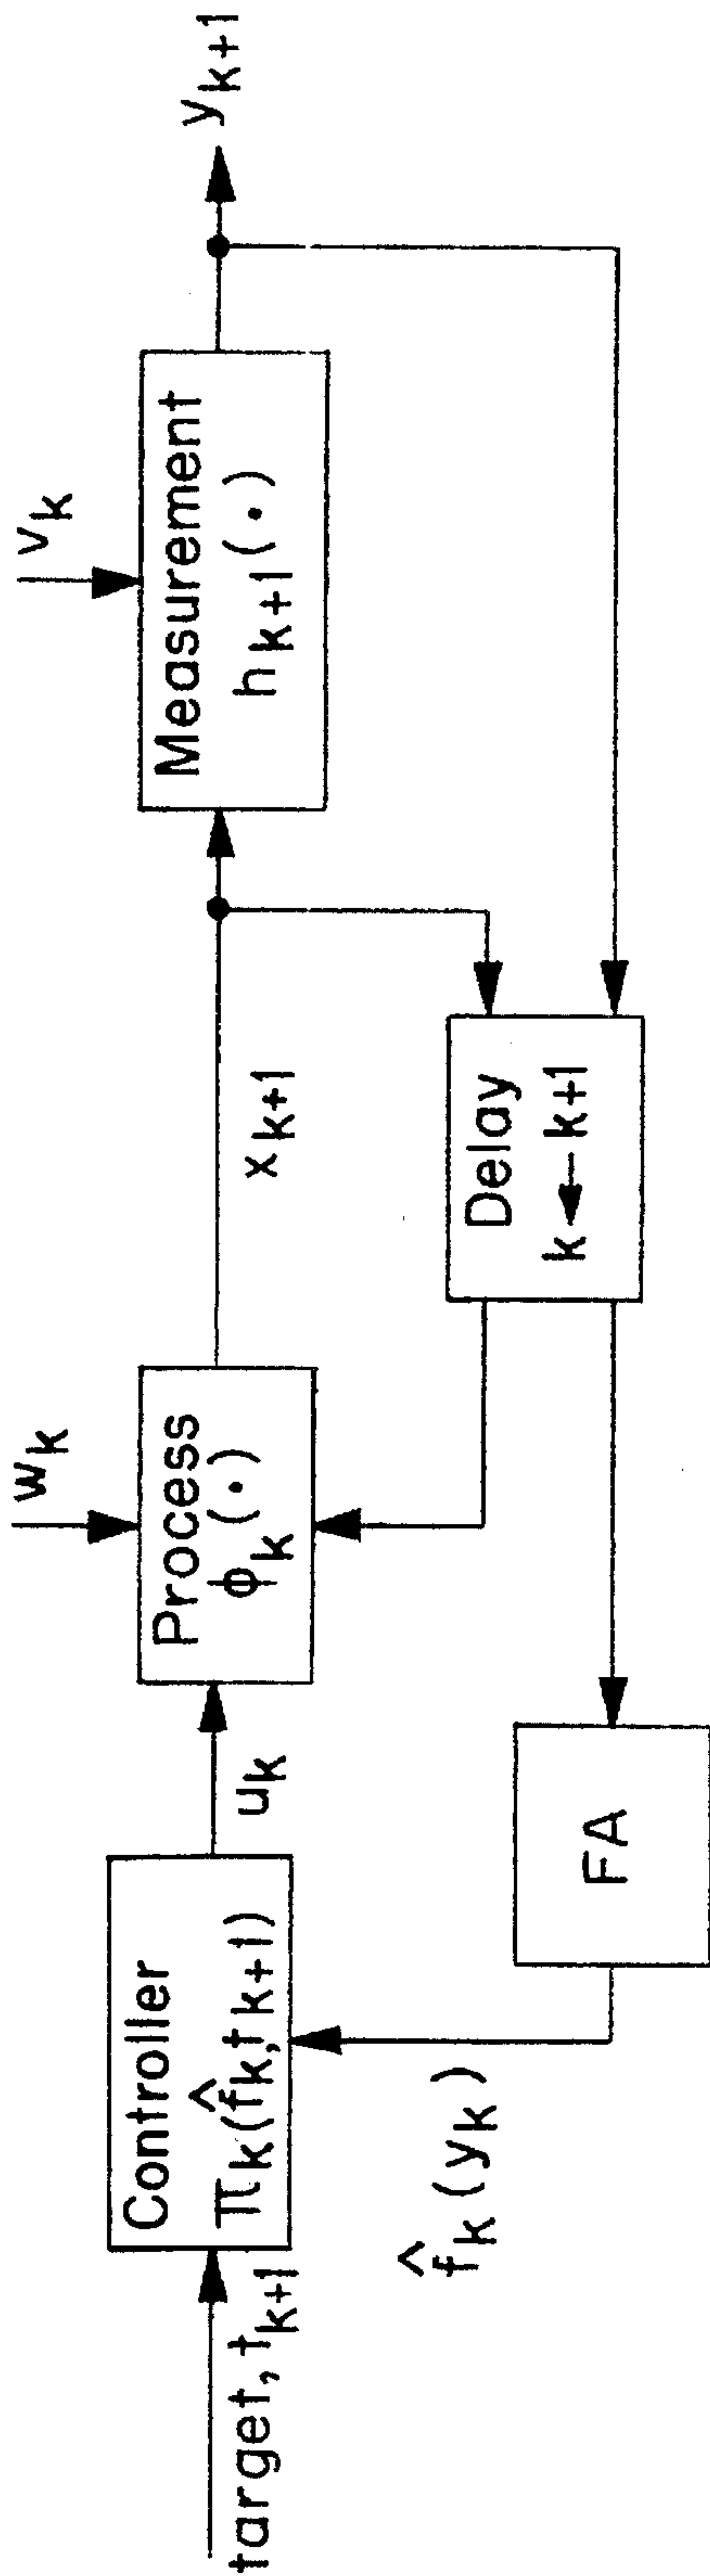 target, t_{k+1}
Controller
π_k(f̂_k, t_{k+1})
u_k
w_k
Process
ϕ_k(·)
x_{k+1}
v_k
Measurement
h_{k+1}(·)
y_{k+1}
Delay
k←k+1
FA
f̂_k(y_k)